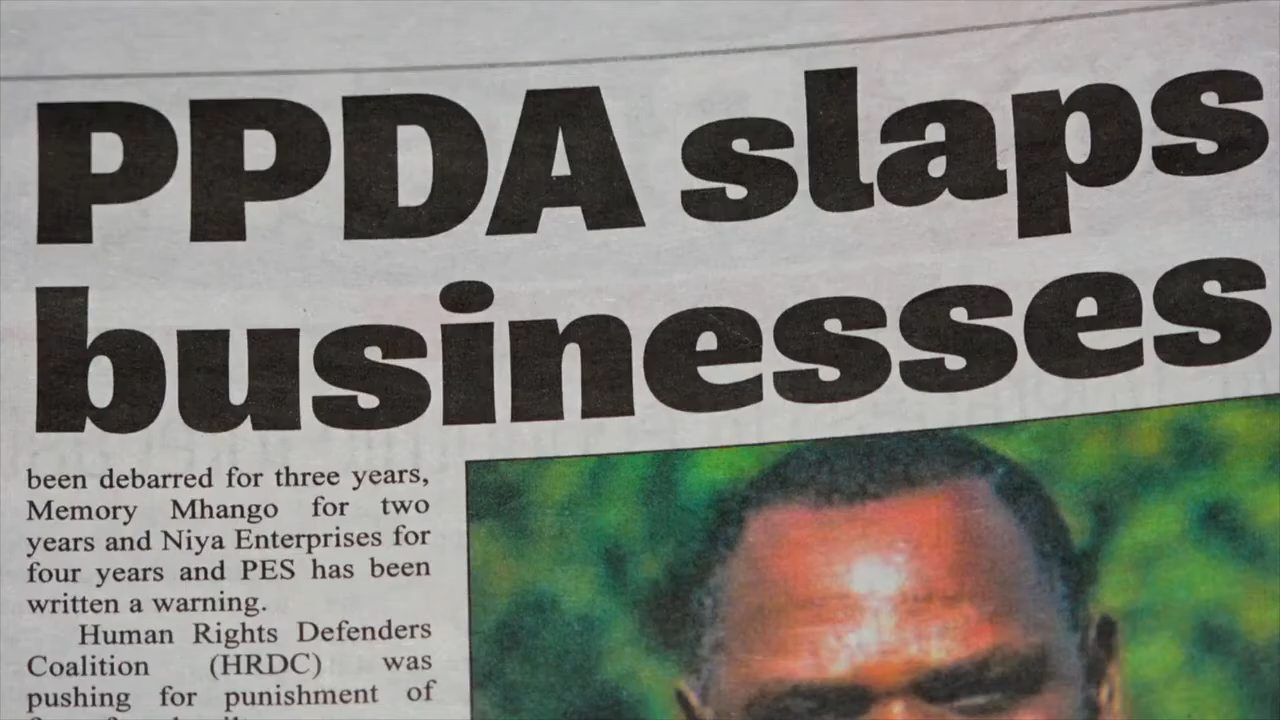 PPDA slaps
businesses
been debarred for three years,
Memory Mhango for two
years and Niya Enterprises for
four years and PES has been
written a warning.
Human Rights Defenders
Coalition (HRDC) was
pushing for punishment of